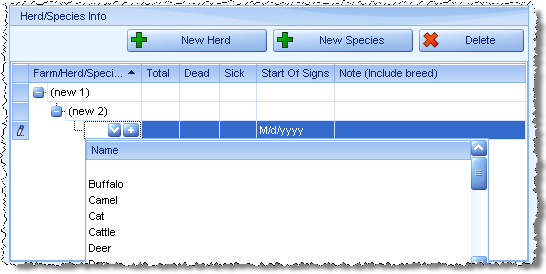 Herd/Species Info
New Herd New Species Delete
Farm/Herd/Speci... Total Dead Sick Start Of Signs Note (Include breed)
(new 1)
(new 2)
M/d/yyyy
Name
Buffalo
Camel
Cat
Cattle
Deer